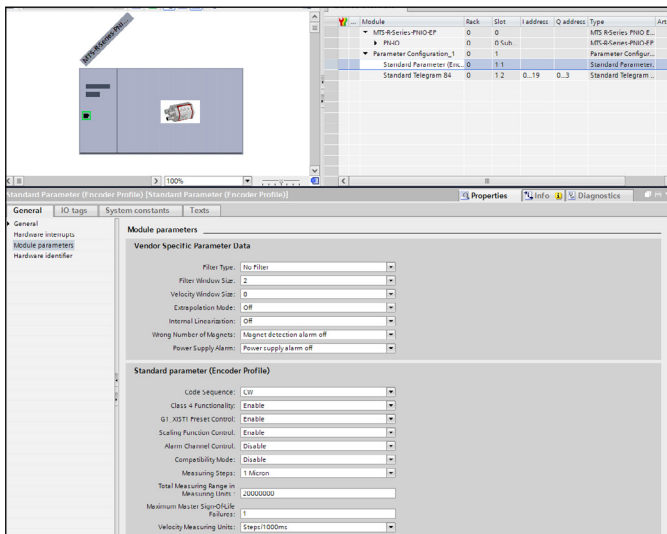 MTS-R-Series-PNI...
100%
Module Rack Slot I address Q address Type Art
MTS-R-Series-PNIO-EP 0 0 MTS R-Series-PNIO E...
PN-IO 0 0 Sub... MTS-R-Series-PNIO-EP
Parameter Configuration_1 0 1 Parameter Configur...
Standard Parameter (Enc... 0 1 1 Standard Parameter.
Standard Telegram 84 0 1 2 0...19 0...3 Standard Telegram ..
Standard Parameter (Encoder Profile) [Standard Parameter (Encoder Profile)]
Properties Info Diagnostics
General IO tags System constants Texts
General
Hardware interrupts
Module parameters
Hardware identifier
Module parameters
Vendor Specific Parameter Data
Filter Type: No Filter
Filter Window Size: 2
Velocity Window Size: 8
Extrapolation Mode: Off
Internal Linearization: Off
Wrong Number of Magnets: Magnet detection alarm off
Power Supply Alarm: Power supply alarm off
Standard parameter (Encoder Profile)
Code Sequence: CW
Class 4 Functionality: Enable
G1_XIST1 Preset Control: Enable
Scaling Function Control: Enable
Alarm Channel Control: Disable
Compatibility Mode: Disable
Measuring Steps: 1 Micron
Total Measuring Range in
Measuring Units : 20000000
Maximum Master Sign-Of-Life
Failures: 1
Velocity Measuring Units: Steps/1000ms